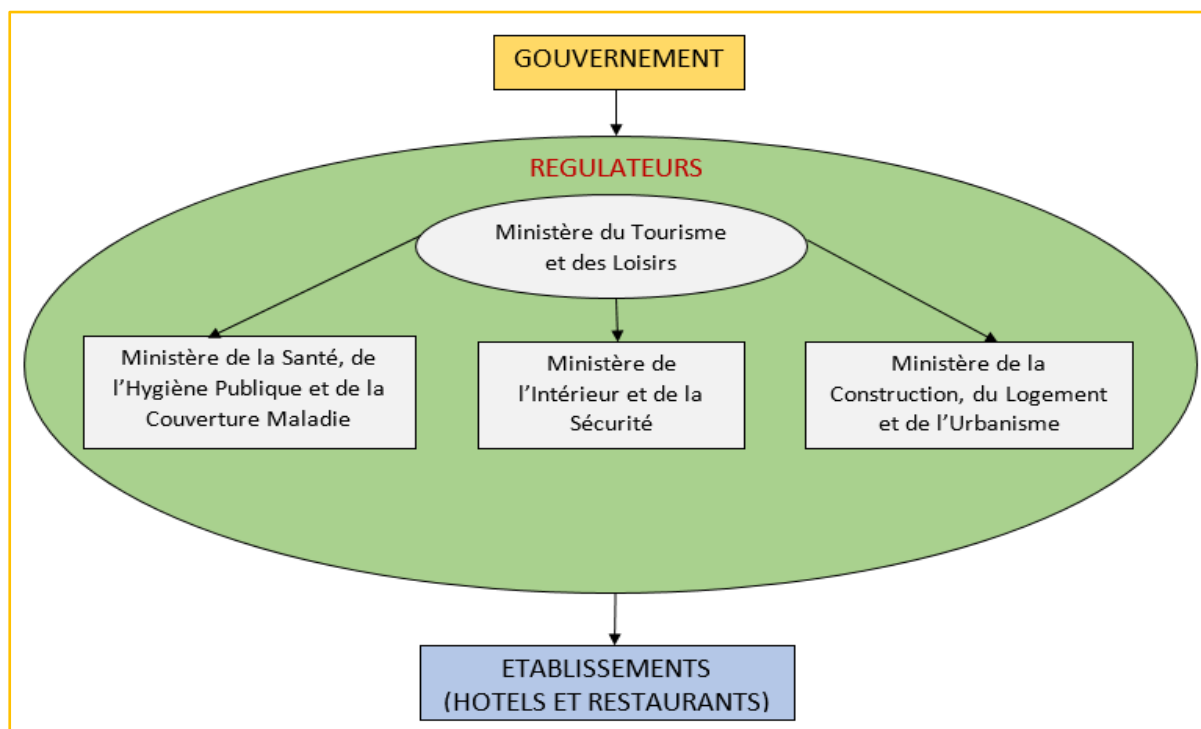 GOUVERNEMENT
REGULATEURS
Ministère du Tourisme
et des Loisirs
Ministère de la Santé, de
l’Hygiène Publique et de la
Couverture Maladie
Ministère de
l’Intérieur et de la
Sécurité
Ministère de la
Construction, du Logement
et de l’Urbanisme
ETABLISSEMENTS
(HOTELS ET RESTAURANTS)